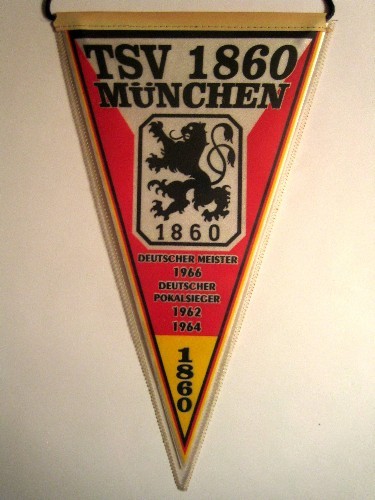 TSV 1860
MÜNCHEN
1860
DEUTSCHER MEISTER
1966
DEUTSCHER
POKALSIEGER
1962
1964
1860